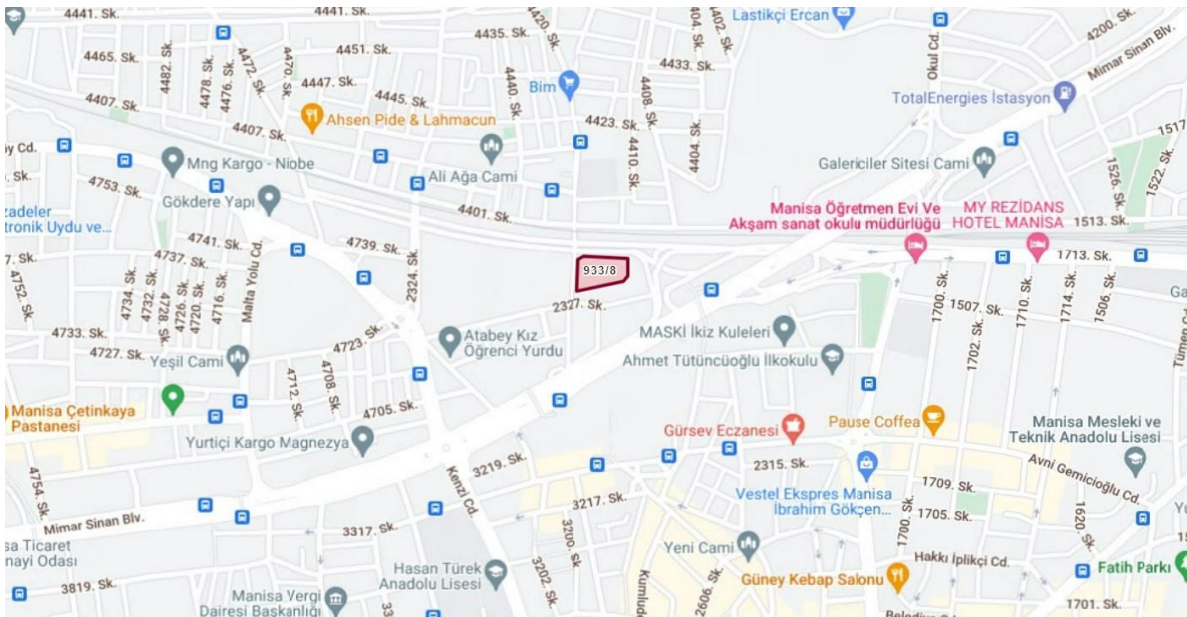 4441. Sk.
4441. Sk.
4420. Sk.
4404. Sk.
4402. Sk.
Lastikçi Ercan
4200. Sk.
4465. Sk.
4482. Sk.
4478. Sk.
4476. Sk.
4472. Sk.
4470. Sk.
4451. Sk.
4435. Sk.
4433. Sk.
Okul Cd.
Mimar Sinan Blv.
4447. Sk.
4440. Sk.
Bim
4408. Sk.
TotalEnergies İstasyon
4407. Sk.
4445. Sk.
Ahsen Pide & Lahmacun
4407. Sk.
4423. Sk.
4410. Sk.
4404. Sk.
1517
1526. Sk.
1522. Sk.
Mng Kargo - Niobe
Ali Ağa Cami
Galericiler Sitesi Cami
4753. Sk.
Gökdere Yapı
4401. Sk.
Manisa Öğretmen Evi Ve
Akşam sanat okulu müdürlüğü
MY REZİDANS
HOTEL MANİSA
1513. Sk.
zadeler
tronik Uydu ve...
4741. Sk.
4739. Sk.
4737. Sk.
1713. Sk.
4752. Sk.
4734. Sk.
4732. Sk.
4728. Sk.
4726. Sk.
4720. Sk.
4716. Sk.
Malta Yolu Cd.
2324. Sk.
933/8
2327. Sk.
1700. Sk.
1507. Sk.
1702. Sk.
1710. Sk.
1714. Sk.
1506. Sk.
Ga
4733. Sk.
4723. Sk.
4727. Sk.
Yeşil Cami
4712. Sk.
4708. Sk.
Atabey Kız
Öğrenci Yurdu
MASKİ İkiz Kuleleri
Ahmet Tütüncüoğlu İlkokulu
Tümen Cd.
Manisa Çetinkaya
Pastanesi
4705. Sk.
Yurtiçi Kargo Magnezya
Gürsev Eczanesi
Pause Coffea
Manisa Mesleki ve
Teknik Anadolu Lisesi
4754. Sk.
3219. Sk.
Kenzi Cd.
2315. Sk.
Avni Gemicioğlu Cd.
Vestel Ekspres Manisa
İbrahim Gökçen...
1709. Sk.
1705. Sk.
1700. Sk.
1620. Sk.
Mimar Sinan Blv.
3317. Sk.
3217. Sk.
3200. Sk.
3202. Sk.
Yeni Cami
2606. Sk.
Hakkı İplikçi Cd.
sa Ticaret
nayi Odası
3819. Sk.
Hasan Türek
Anadolu Lisesi
Güney Kebap Salonu
Fatih Parkı
Manisa Vergi
Dairesi Başkanlığı
1701. Sk.